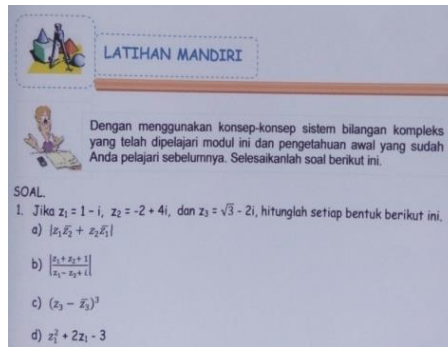 LATIHAN MANDIRI
Dengan menggunakan konsep-konsep sistem bilangan kompleks
yang telah dipelajari modul ini dan pengetahuan awal yang sudah
Anda pelajari sebelumnya. Selesaikanlah soal berikut ini.
SOAL.
1. Jika z₁ = 1 - i, z₂ = -2 + 4i, dan z₃ = √3 - 2i, hitunglah setiap bentuk berikut ini.
a) |z₁z̅₂ + z₂z̅₁|
b) |(z₁ + z₂ + 1)/(z₁ - z₂ + i)|
c) (z₃ - z̅₃)³
d) z₁² + 2z₁ - 3